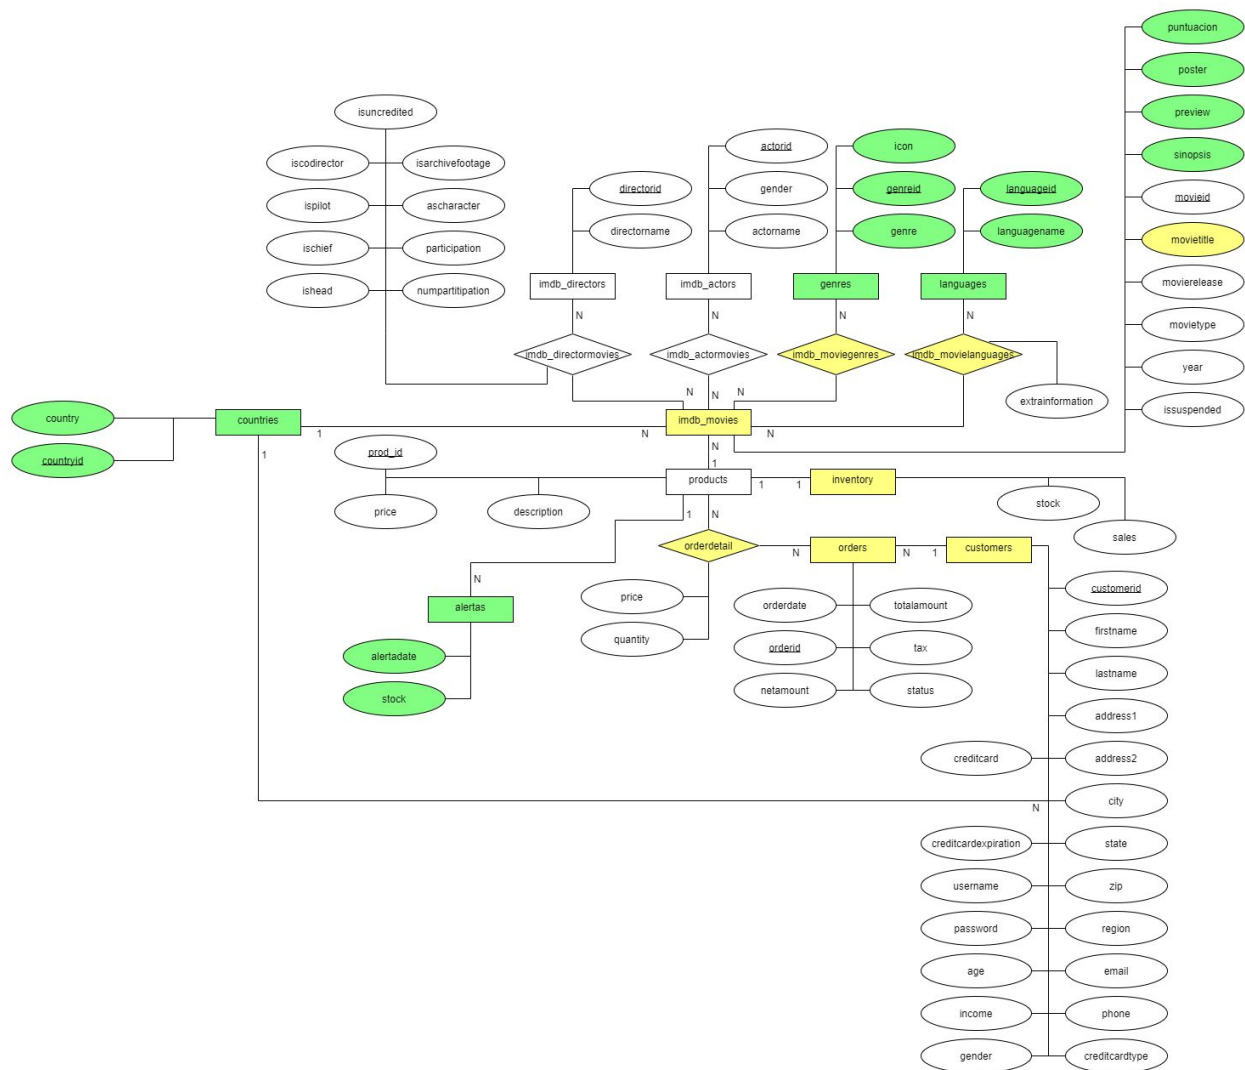 puntuacion
poster
isuncredited
preview
actorid
icon
iscodirector
isarchivefootage
sinopsis
directorid
gender
genreid
languageid
movieid
ispilot
ascharacter
directorname
actorname
genre
languagename
movietitle
ischief
participation
movierelease
ishead
numpartitipation
imdb_directors
imdb_actors
genres
languages
N
N
N
N
movietype
imdb_directormovies
imdb_actormovies
imdb_moviegenres
imdb_movielanguages
year
N
N
N
extrainformation
issuspended
country
countries
imdb_movies
1
N
N
1
N
countryid
prod_id
1
products
1
1
inventory
price
description
1
N
stock
sales
orderdetail
N
orders
N
1
customers
N
alertas
price
orderdate
totalamount
customerid
quantity
firstname
alertadate
orderid
tax
lastname
stock
netamount
status
address1
creditcard
address2
city
N
creditcardexpiration
state
username
zip
password
region
age
email
income
phone
gender
creditcardtype